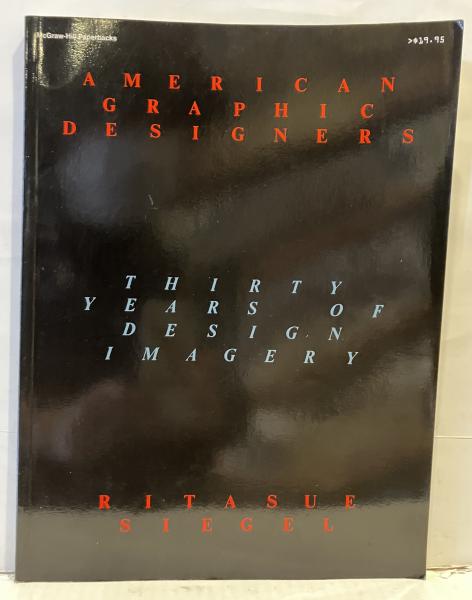 McGraw-Hill Paperbacks
>$19.95
AMERICAN
GRAPHIC
DESIGNERS
THIRTY
YEARS OF
DESIGN
IMAGERY
RITASUE
SIEGEL